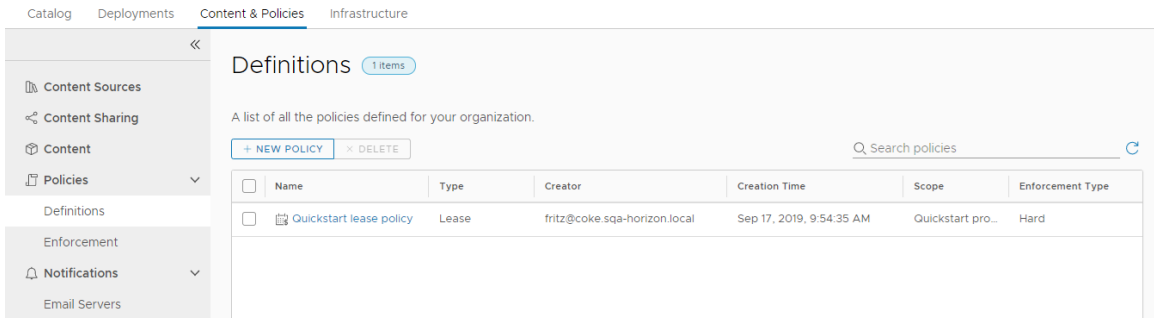 Catalog Deployments Content & Policies Infrastructure
Content Sources
Content Sharing
Content
Policies
Definitions
Enforcement
Notifications
Email Servers
Definitions 1 items
A list of all the policies defined for your organization.
+ NEW POLICY × DELETE Search policies
Name Type Creator Creation Time Scope Enforcement Type
Quickstart lease policy Lease fritz@coke.sqa-horizon.local Sep 17, 2019, 9:54:35 AM Quickstart pro... Hard